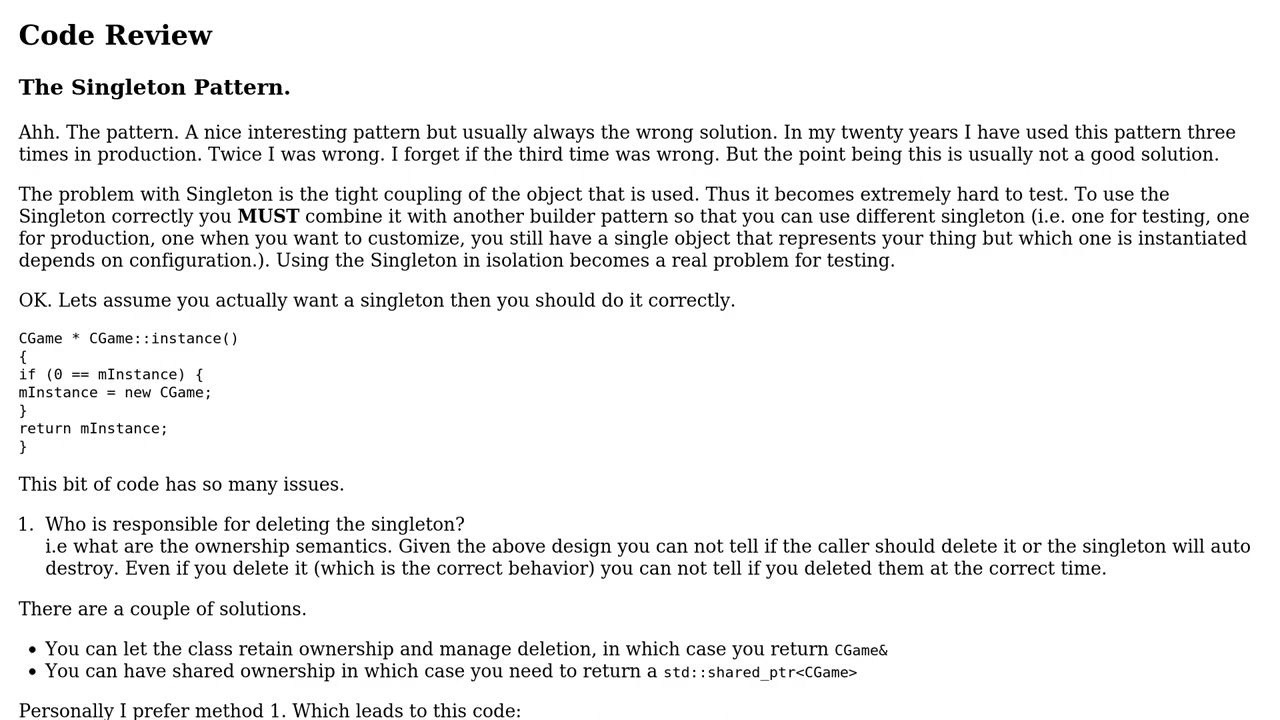 Code Review
The Singleton Pattern.
Ahh. The pattern. A nice interesting pattern but usually always the wrong solution. In my twenty years I have used this pattern three
times in production. Twice I was wrong. I forget if the third time was wrong. But the point being this is usually not a good solution.
The problem with Singleton is the tight coupling of the object that is used. Thus it becomes extremely hard to test. To use the
Singleton correctly you MUST combine it with another builder pattern so that you can use different singleton (i.e. one for testing, one
for production, one when you want to customize, you still have a single object that represents your thing but which one is instantiated
depends on configuration.). Using the Singleton in isolation becomes a real problem for testing.
OK. Lets assume you actually want a singleton then you should do it correctly.
CGame * CGame::instance()
{
if (0 == mInstance) {
mInstance = new CGame;
}
return mInstance;
}
This bit of code has so many issues.
1. Who is responsible for deleting the singleton?
i.e what are the ownership semantics. Given the above design you can not tell if the caller should delete it or the singleton will auto
destroy. Even if you delete it (which is the correct behavior) you can not tell if you deleted them at the correct time.
There are a couple of solutions.
• You can let the class retain ownership and manage deletion, in which case you return CGame&
• You can have shared ownership in which case you need to return a std::shared_ptr<CGame>
Personally I prefer method 1. Which leads to this code: